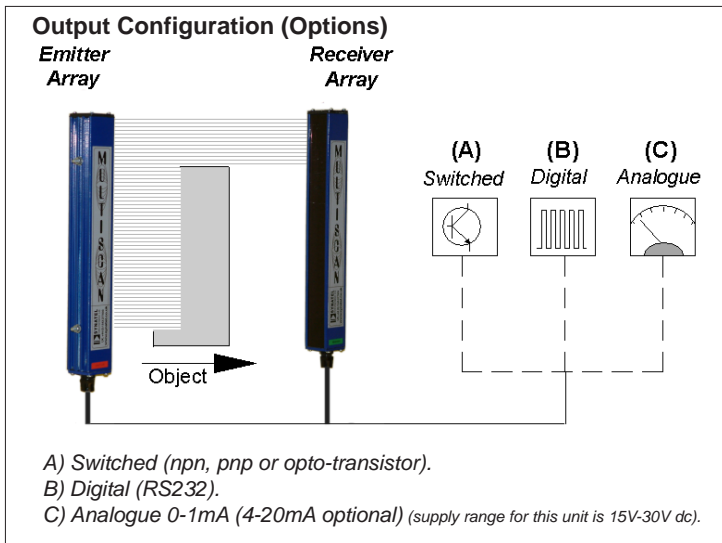 Output Configuration (Options)
Emitter
Array
Receiver
Array
MULTISCAN
MULTISCAN
(A)
Switched
(B)
Digital
(C)
Analogue
Object
A) Switched (npn, pnp or opto-transistor).
B) Digital (RS232).
C) Analogue 0-1mA (4-20mA optional) (supply range for this unit is 15V-30V dc).